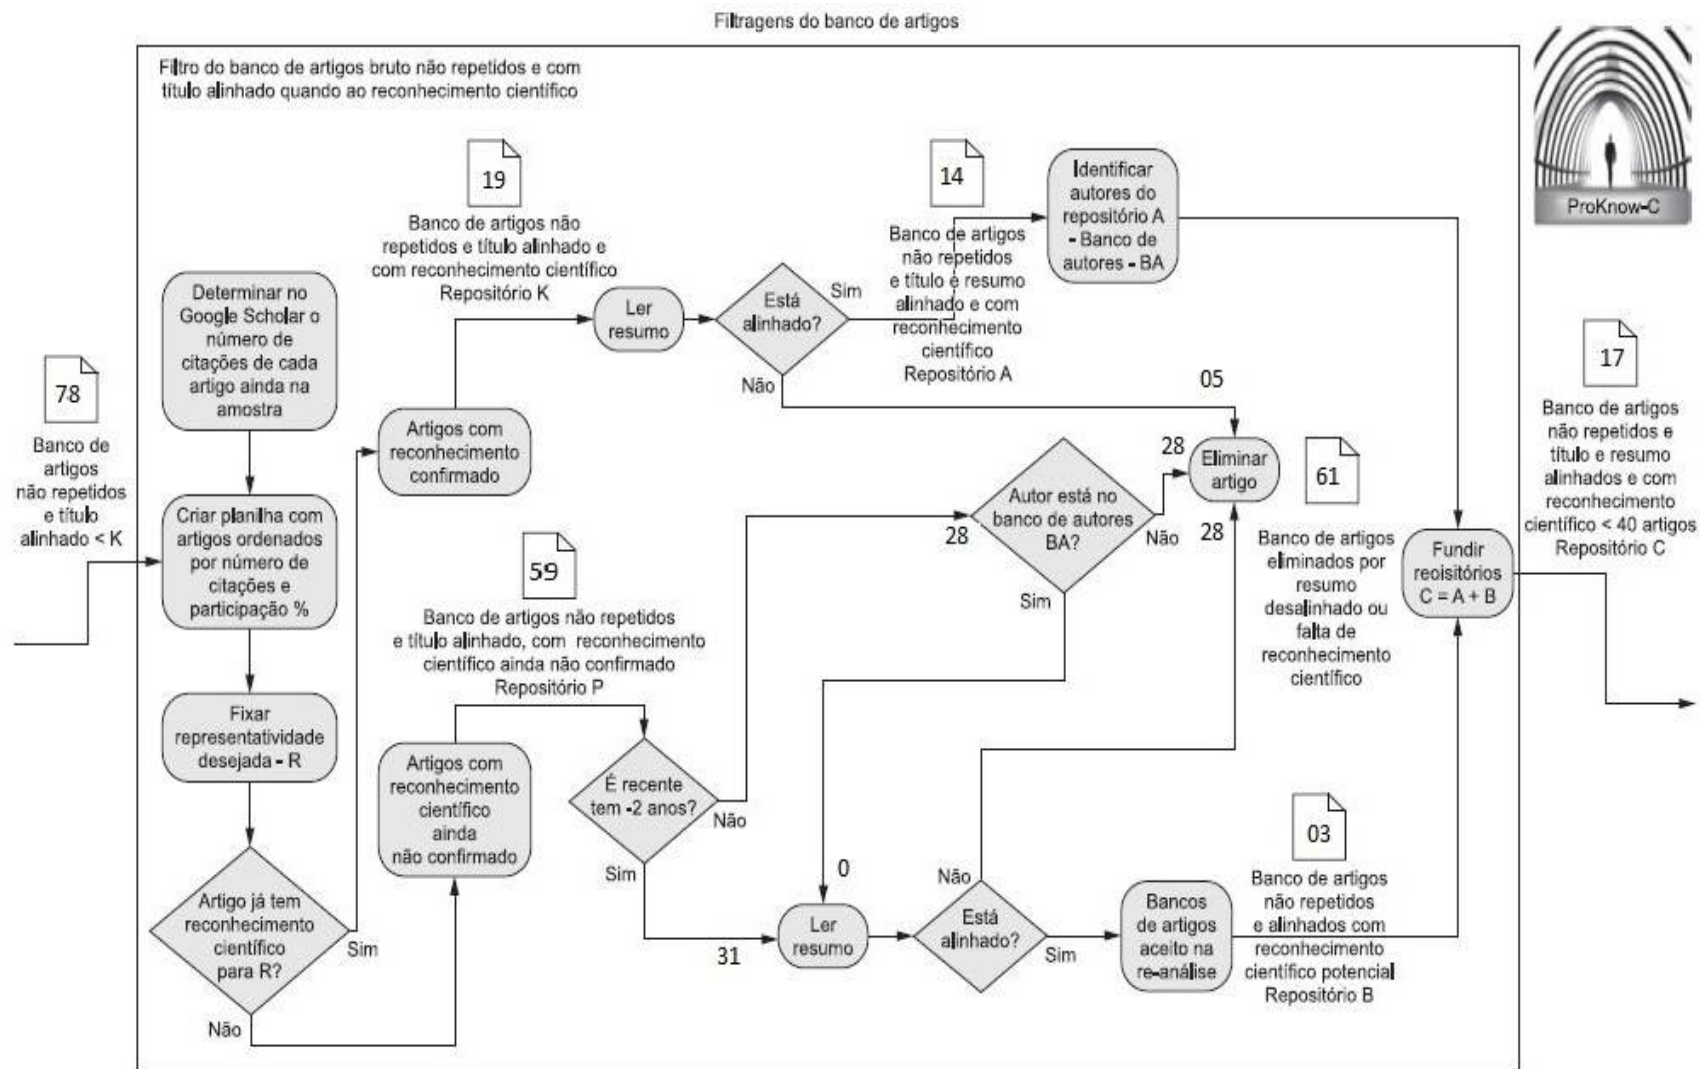 Filtragens do banco de artigos
Filtro do banco de artigos bruto não repetidos e com
título alinhado quando ao reconhecimento científico
ProKnow-C
78
Banco de
artigos
não repetidos
e título
alinhado < K
Determinar no
Google Scholar o
número de
citações de cada
artigo ainda na
amostra
Criar planilha com
artigos ordenados
por número de
citações e
participação %
Fixar
representatividade
desejada - R
Artigo já tem
reconhecimento
científico
para R?
Sim
Não
Artigos com
reconhecimento
confirmado
19
Banco de artigos não
repetidos e título alinhado e
com reconhecimento científico
Repositório K
Ler
resumo
Está
alinhado?
Sim
Não
14
Banco de artigos
não repetidos
e título e resumo
alinhado e com
reconhecimento
científico
Repositório A
Identificar
autores do
repositório A
- Banco de
autores - BA
05
Artigos com
reconhecimento
científico
ainda
não confirmado
59
Banco de artigos não repetidos
e título alinhado, com reconhecimento
científico ainda não confirmado
Repositório P
É recente
tem -2 anos?
Não
Sim
28
Autor está no
banco de autores
BA?
Não
Sim
28
Eliminar
artigo
28
61
Banco de artigos
eliminados por
resumo
desalinhado ou
falta de
reconhecimento
científico
31
0
Ler
resumo
Não
Está
alinhado?
Sim
Bancos
de artigos
aceito na
re-análise
03
Banco de artigos
não repetidos
e alinhados com
reconhecimento
científico potencial
Repositório B
Fundir
reoisitórios
C = A + B
17
Banco de artigos
não repetidos e
título e resumo
alinhados e com
reconhecimento
científico < 40 artigos
Repositório C